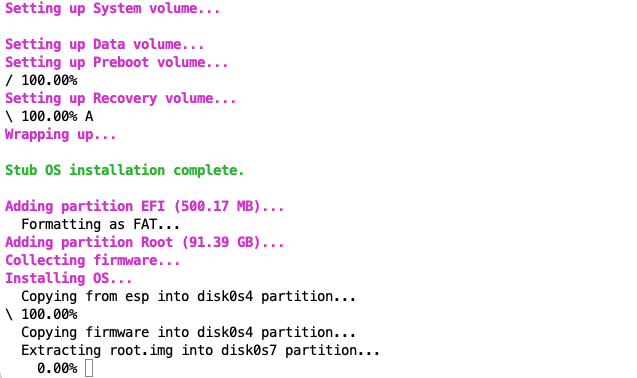 Setting up System volume...
Setting up Data volume...
Setting up Preboot volume...
/ 100.00%
Setting up Recovery volume...
\ 100.00% A
Wrapping up...
Stub OS installation complete.
Adding partition EFI (500.17 MB)...
Formatting as FAT...
Adding partition Root (91.39 GB)...
Collecting firmware...
Installing OS...
Copying from esp into disk0s4 partition...
\ 100.00%
Copying firmware into disk0s4 partition...
Extracting root.img into disk0s7 partition...
0.00%